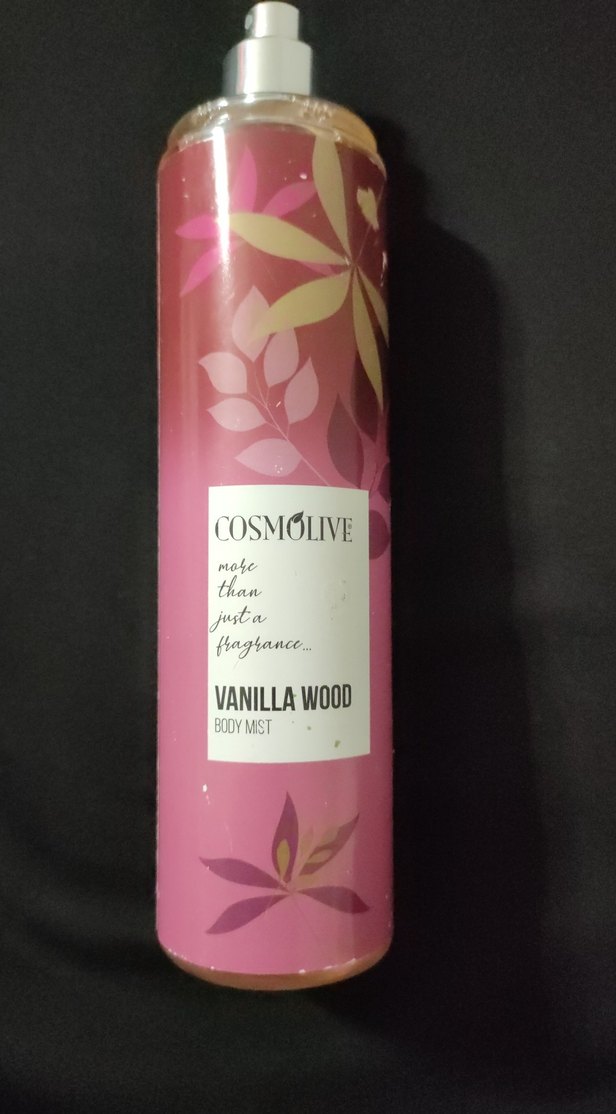 COSMOLIVE®
more
than
just a
fragrance...
VANILLA WOOD
BODY MIST